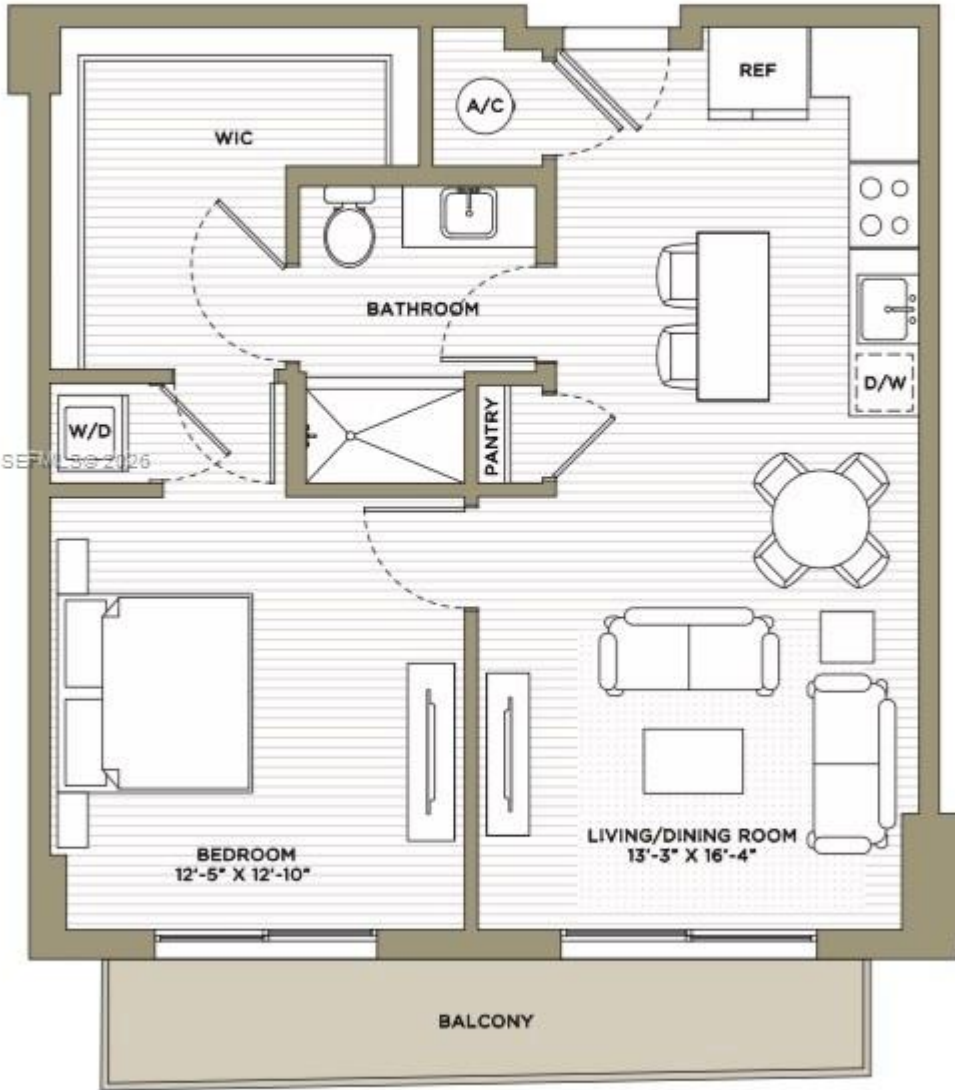 REF
A/C
WIC
BATHROOM
D/W
PANTRY
W/D
BEDROOM
12'-5" X 12'-10"
LIVING/DINING ROOM
13'-3" X 16'-4"
BALCONY